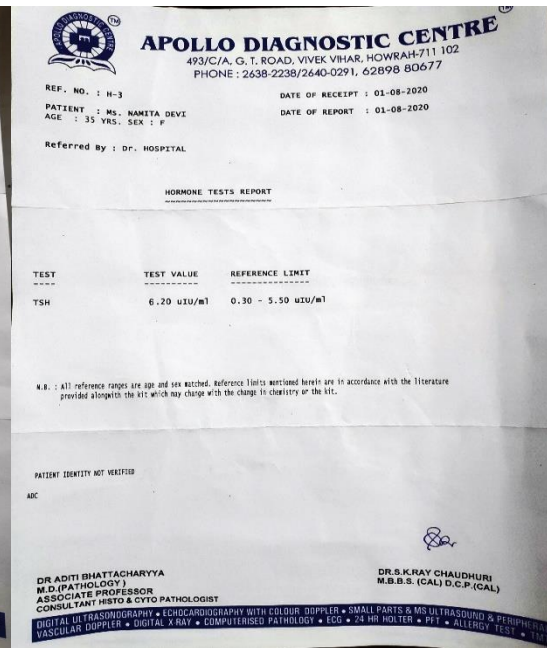 APOLLO DIAGNOSTIC CENTRE
TM
493/C/A, G. T. ROAD, VIVEK VIHAR, HOWRAH-711 102
PHONE : 2638-2238/2640-0291, 62898 80677
REF. NO. : H-3
DATE OF RECEIPT : 01-08-2020
PATIENT : MS. NAMITA DEVI
DATE OF REPORT : 01-08-2020
AGE : 35 YRS. SEX : F
Referred By : Dr. HOSPITAL
HORMONE TESTS REPORT
TEST TEST VALUE REFERENCE LIMIT
TSH 6.20 uIU/ml 0.30 - 5.50 uIU/ml
N.B. : All reference ranges are age and sex matched. Reference limits mentioned herein are in accordance with the literature
provided alongwith the kit which may change with the change in chemistry or the kit.
PATIENT IDENTITY NOT VERIFIED
ADC
DR ADITI BHATTACHARYYA
M.D.(PATHOLOGY)
ASSOCIATE PROFESSOR
CONSULTANT HISTO & CYTO PATHOLOGIST
DR.S.K.RAY CHAUDHURI
M.B.B.S. (CAL) D.C.P.(CAL)
DIGITAL ULTRASONOGRAPHY • ECHOCARDIOGRAPHY WITH COLOUR DOPPLER • SMALL PARTS & MS ULTRASOUND & PERIPHERA
VASCULAR DOPPLER • DIGITAL X-RAY • COMPUTERISED PATHOLOGY • ECG • 24 HR HOLTER • PFT • ALLERGY TEST • TMT